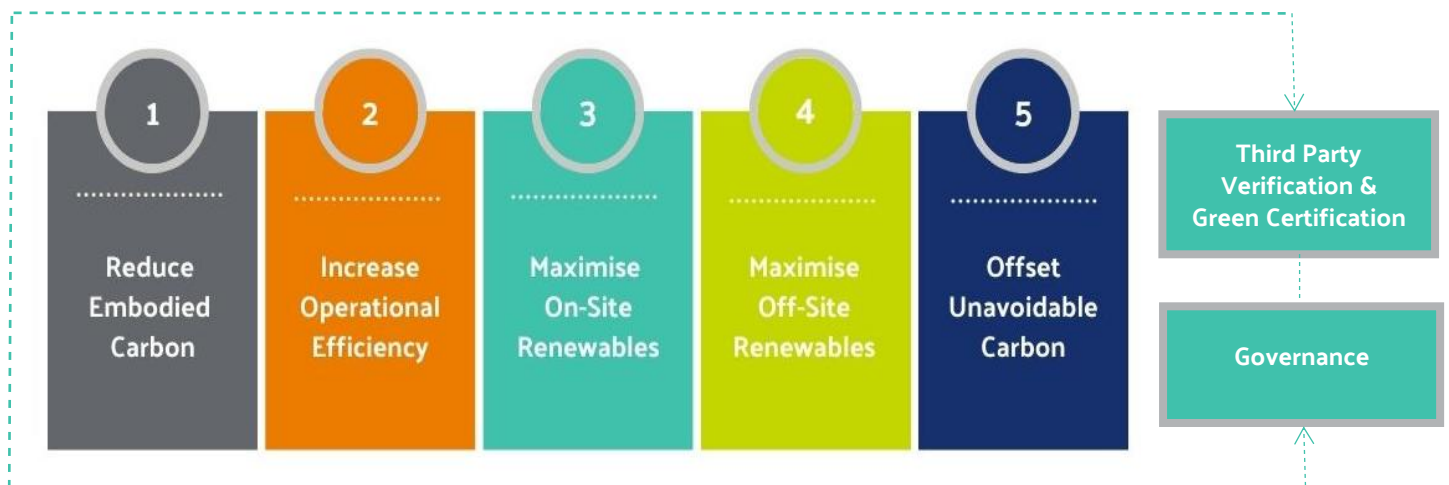 1
Reduce
Embodied
Carbon
2
Increase
Operational
Efficiency
3
Maximise
On-Site
Renewables
4
Maximise
Off-Site
Renewables
5
Offset
Unavoidable
Carbon
Third Party
Verification &
Green Certification
Governance